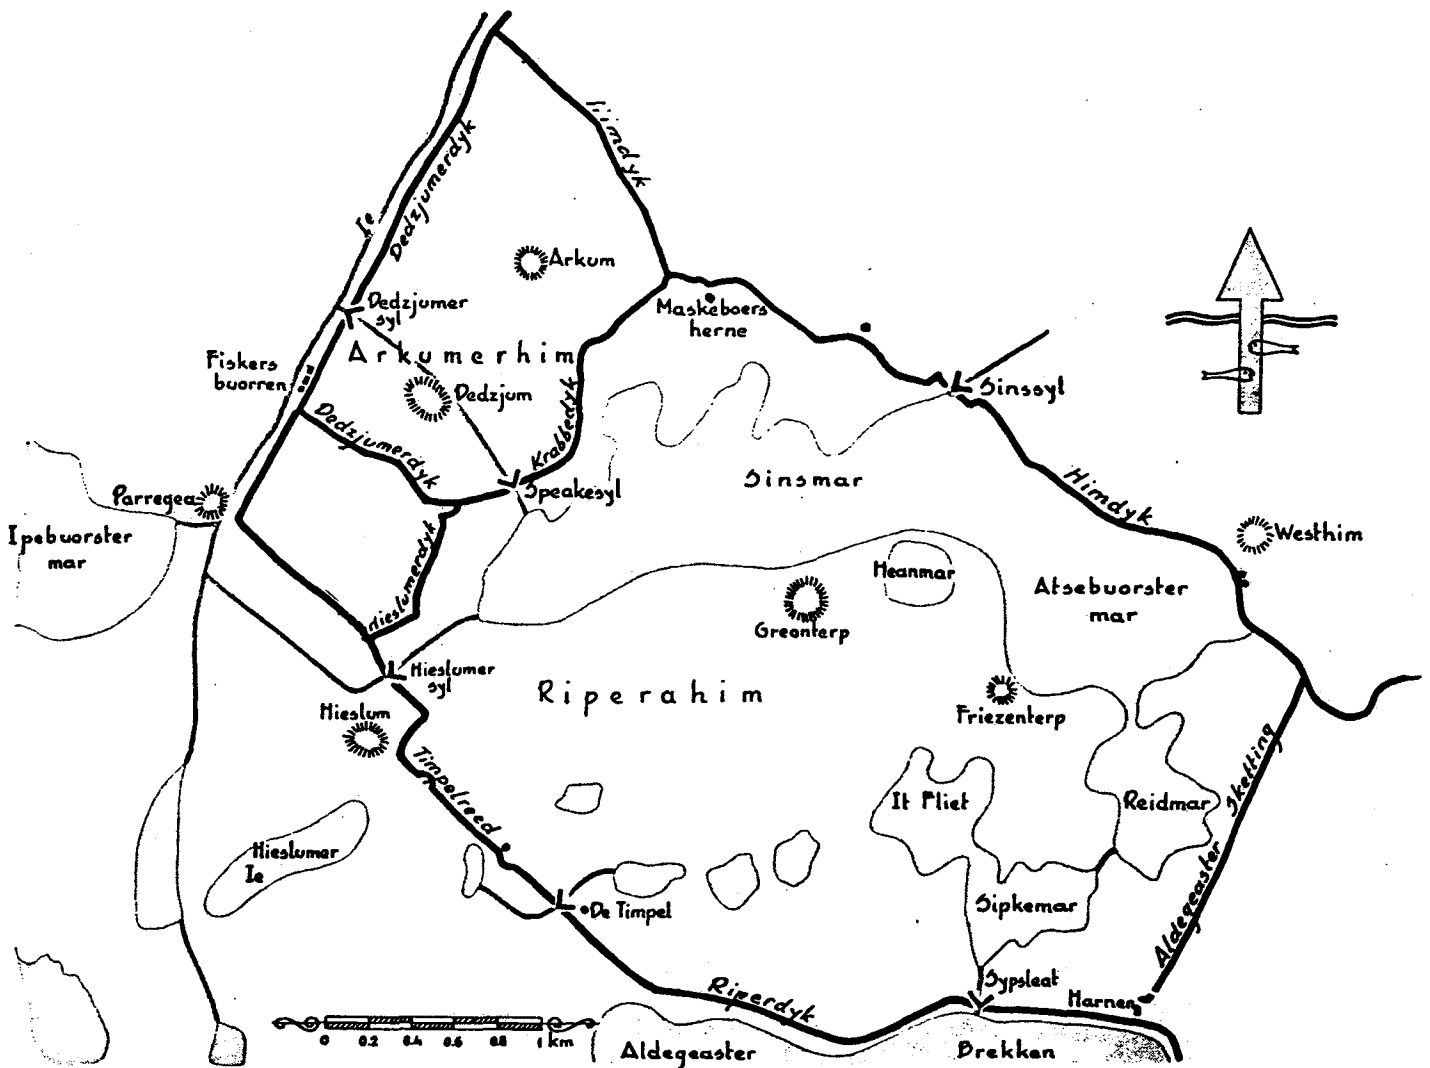 Himdyk
Dedzjumerdyk
Ie
Arkum
Dedzjumer
syl
Maskeboers
herne
Arkumerhim
Fiskers
buorren
Dedzjum
Sinssyl
Dedzjumerdyk
Krabbedyk
Speakesyl
Sinsmar
Himdyk
Westhim
Parregea
Ipebuorster
mar
Hieslumerdyk
Heanmar
Atsebuorster
mar
Greonterp
Hieslumer
syl
Riperahim
Hieslum
Friezenterp
Timpelreed
It Fliet
Reidmar
Aldegeaster Sketting
Hieslumer
Ie
Sipkemar
De Timpel
Sypsleat
Harnen
Riperdyk
0 0.2 0.4 0.6 0.8 1 km
Aldegeaster Brekken